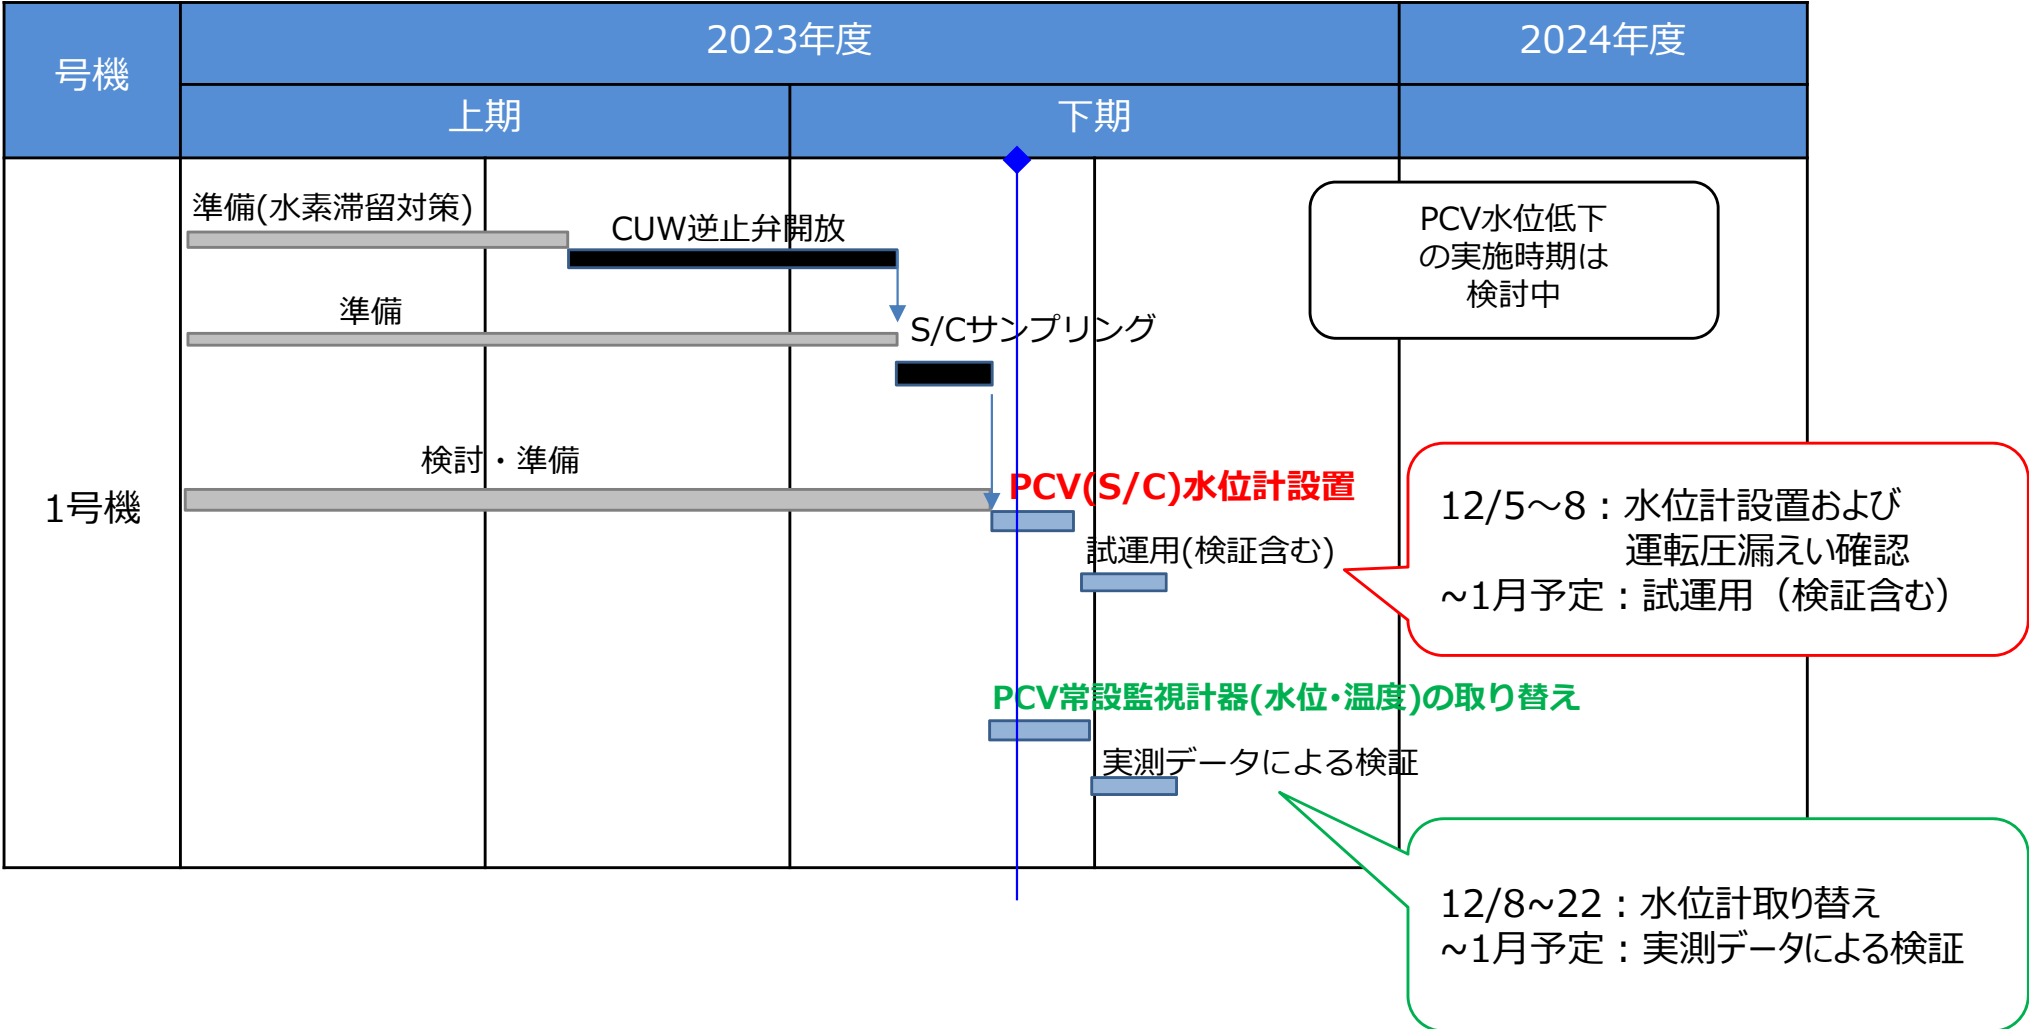 号機
2023年度
2024年度
上期
下期
準備(水素滞留対策)
CUW逆止弁開放
PCV水位低下
の実施時期は
検討中
準備
S/Cサンプリング
検討・準備
1号機
PCV(S/C)水位計設置
試運用(検証含む)
12/5～8：水位計設置および
運転圧漏えい確認
~1月予定：試運用（検証含む）
PCV常設監視計器(水位・温度)の取り替え
実測データによる検証
12/8~22：水位計取り替え
~1月予定：実測データによる検証